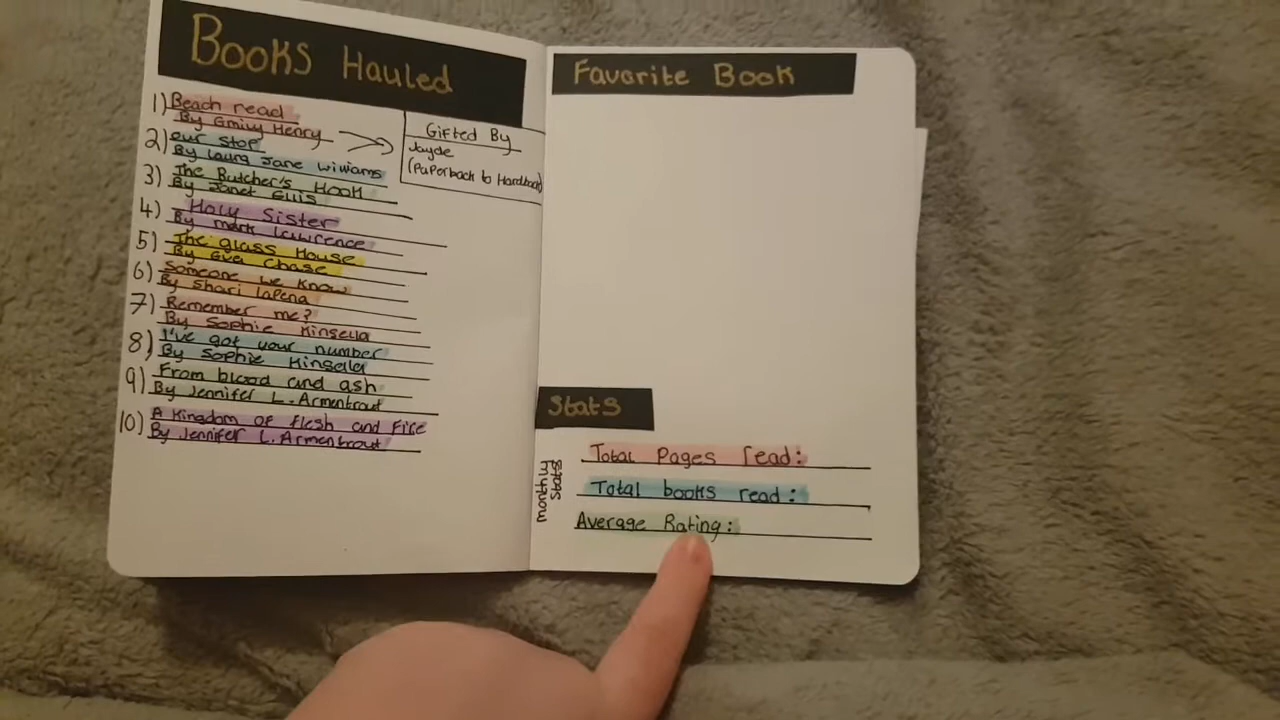 Books Hauled
1) Beach read
By Emily Henry
Gifted By
Jayde
(Paperback to Hardback)
2) our stop
By Laura Jane Williams
3) The Butcher's Hook
By Janet Ellis
4) Holy Sister
By mark Lawrence
5) The glass House
By Eve Chase
6) Someone we know
By Shari Lapena
7) Remember me?
By Sophie Kinsella
8) I've got your number
By Sophie Kinsella
9) From blood and ash
By Jennifer L. Armentrout
10) A Kingdom of flesh and Fire
By Jennifer L. Armentrout
Favorite Book
Stats
Monthly
Stats
Total Pages read:
Total books read:
Average Rating: